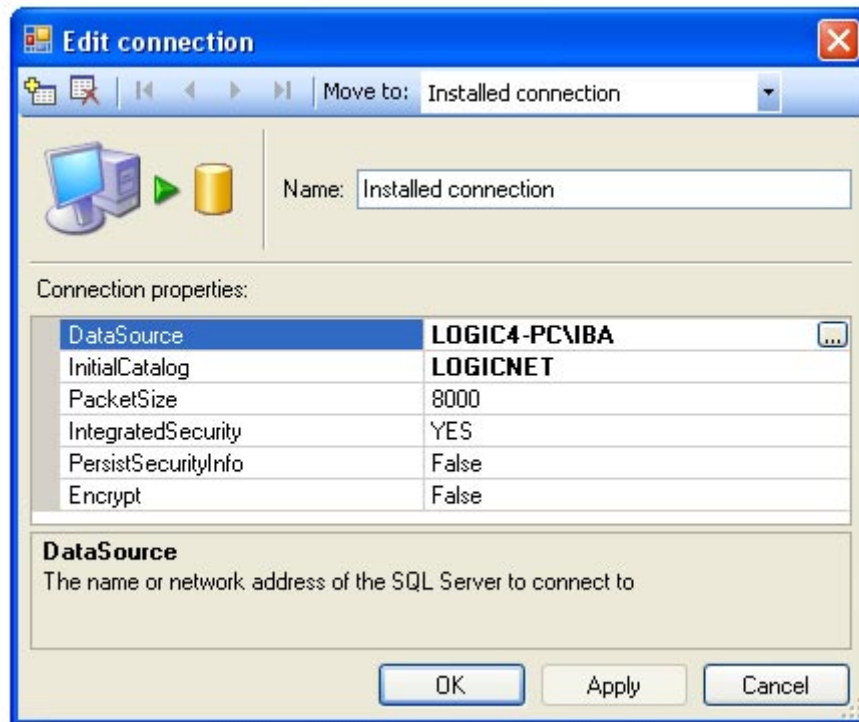 Edit connection
Move to: Installed connection
Name: Installed connection
Connection properties:
DataSource LOGIC4-PC\IBA ...
InitialCatalog LOGICNET
PacketSize 8000
IntegratedSecurity YES
PersistSecurityInfo False
Encrypt False
DataSource
The name or network address of the SQL Server to connect to
OK Apply Cancel